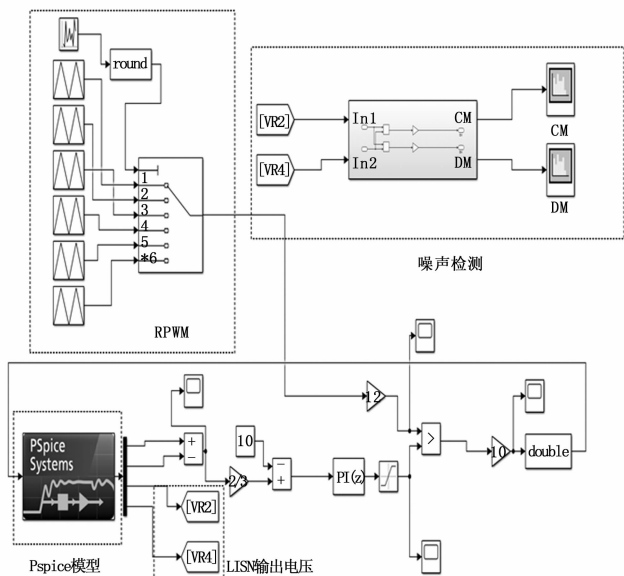 round
1
2
3
4
5
*6
RPWM
[VR2]
[VR4]
In1
In2
CM
DM
CM
DM
噪声检测
12
PSpice
Systems
+
−
10
2/3
−
+
PI(z)
>
10
double
[VR2]
[VR4]
Pspice模型
LISN输出电压